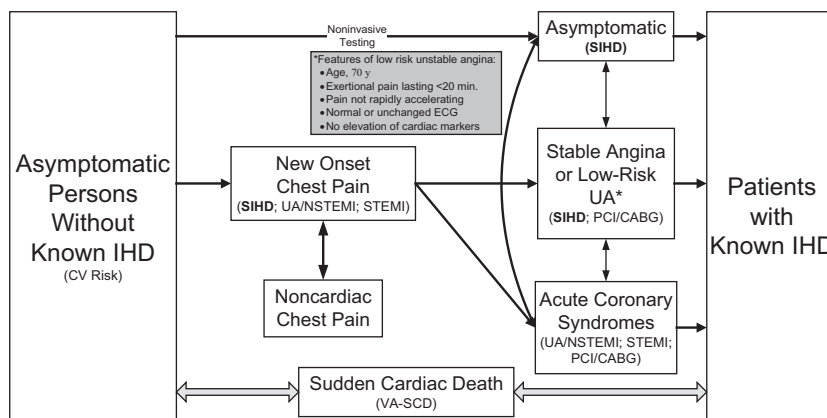 Noninvasive
Testing
*Features of low risk unstable angina:
•Age, 70 y
•Exertional pain lasting <20 min.
•Pain not rapidly accelerating
•Normal or unchanged ECG
•No elevation of cardiac markers
Asymptomatic
(SIHD)
Asymptomatic
Persons
Without
Known IHD
(CV Risk)
New Onset
Chest Pain
(SIHD; UA/NSTEMI; STEMI)
Stable Angina
or Low-Risk
UA*
(SIHD; PCI/CABG)
Patients
with
Known IHD
Noncardiac
Chest Pain
Acute Coronary
Syndromes
(UA/NSTEMI; STEMI;
PCI/CABG)
Sudden Cardiac Death
(VA-SCD)